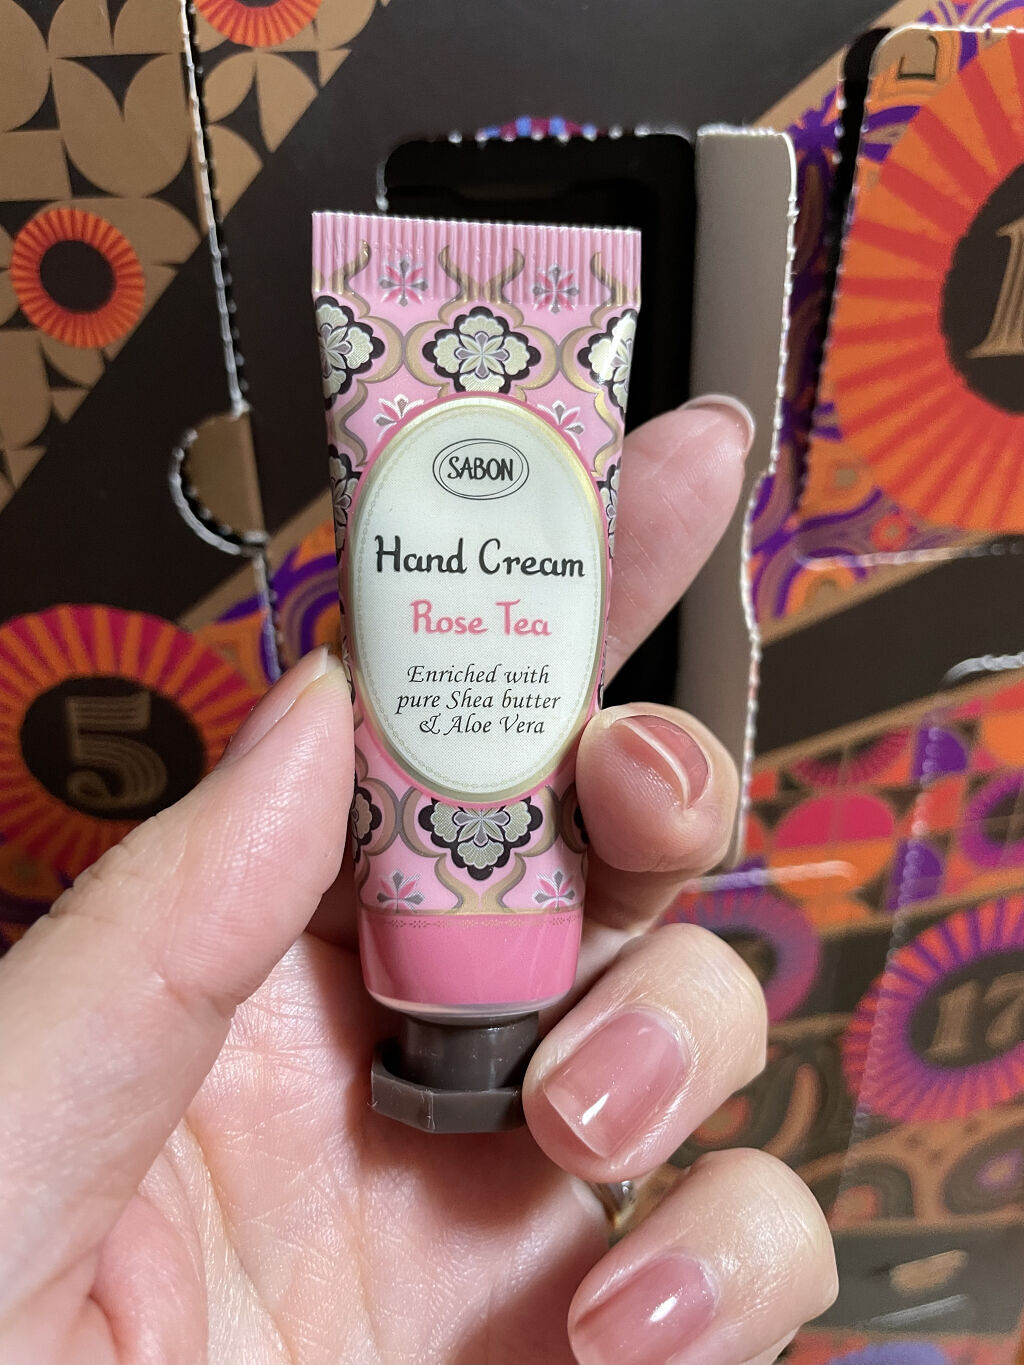 SABON
Hand Cream
Rose Tea
Enriched with
pure Shea butter
& Aloe Vera
5
17